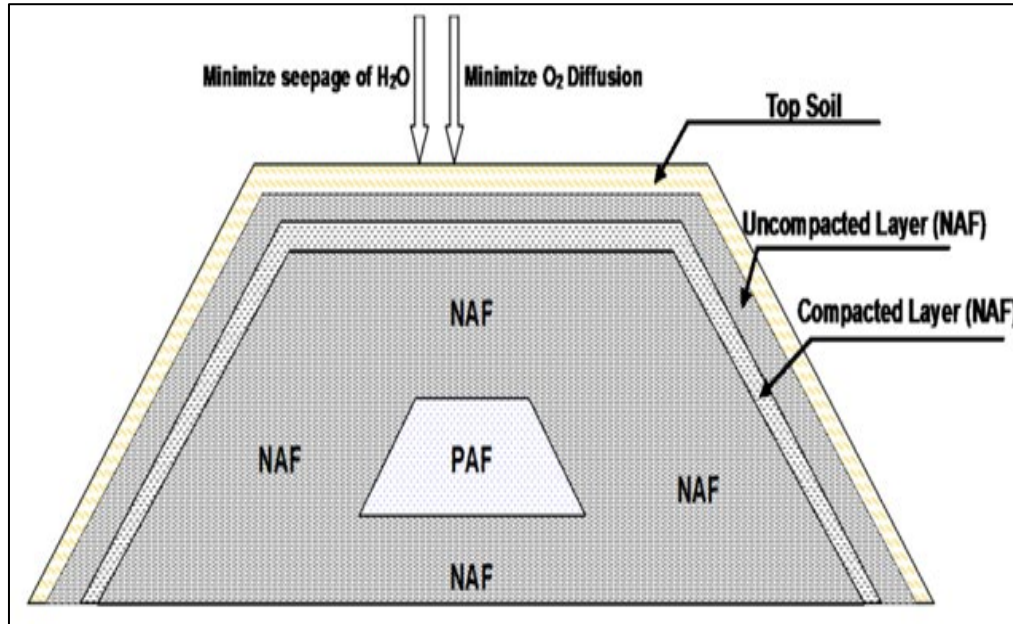 Minimize seepage of H₂O
Minimize O₂ Diffusion
Top Soil
Uncompacted Layer (NAF)
Compacted Layer (NAF)
NAF
NAF
PAF
NAF
NAF